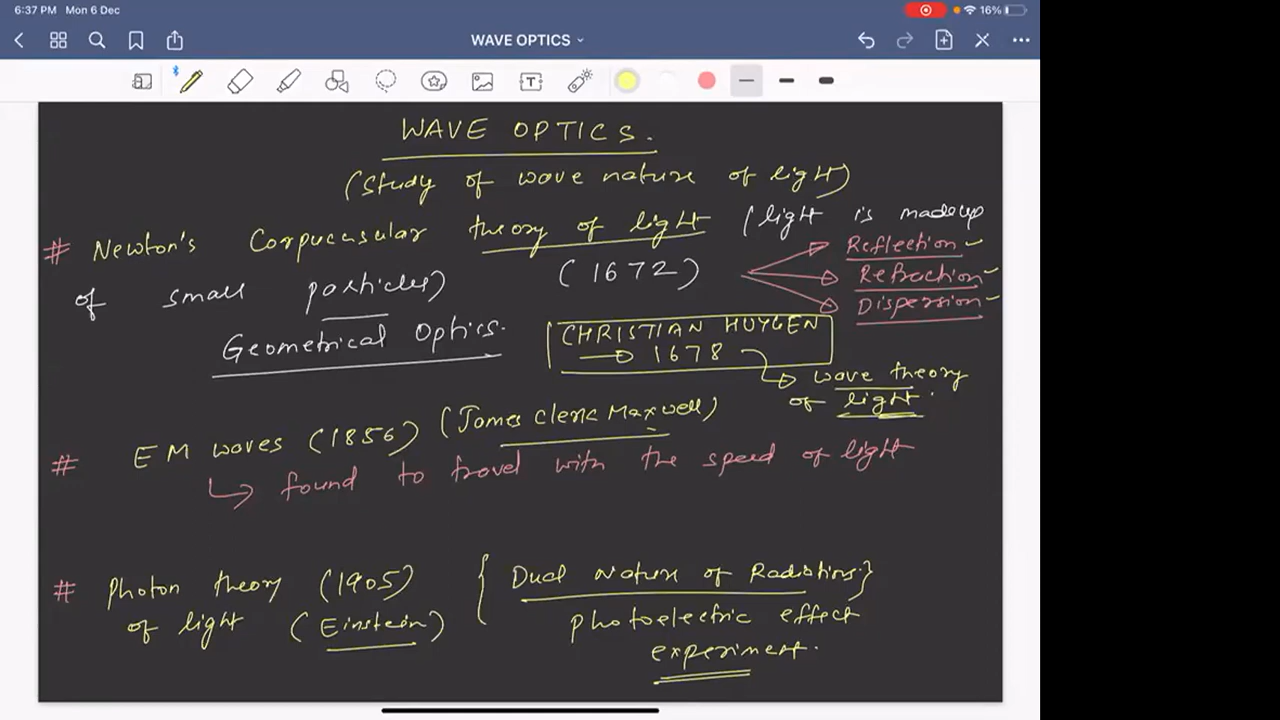 6:37 PM Mon 6 Dec
16%
WAVE OPTICS
T
WAVE OPTICS.
(Study of wave nature of light)
# Newton's Corpucusular theory of light (light is made up
of small particles) (1672)
Reflection
Refraction
Dispersion
Geometrical Optics.
CHRISTIAN HUYGEN
→ 1678
→ wave theory
of light.
# EM waves (1856) (James Clerk Maxwell)
↳ found to travel with the speed of light
# Photon theory (1905) { Dual Nature of Radiations }
of light (Einstein) photoelectric effect
experiment.